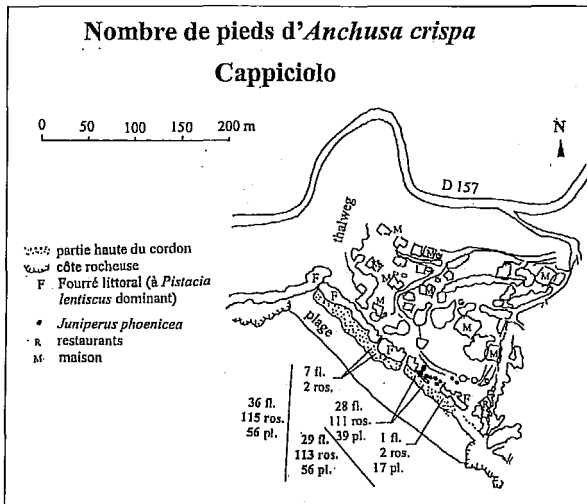 Nombre de pieds d'Anchusa crispa
Cappiciolo
0 50 100 150 200 m
N
D 157
thalweg
partie haute du cordon
côte rocheuse
F Fourré littoral (à Pistacia
lentiscus dominant)
Juniperus phoenicea
R restaurants
M maison
M
M
M
M
M
M
M
M
F
F
F
F
R
plage
7 fl.
2 ros.
36 fl.
115 ros.
56 pl.
28 fl.
111 ros.
39 pl.
1 fl.
2 ros.
17 pl.
29 fl.
113 ros.
56 pl.